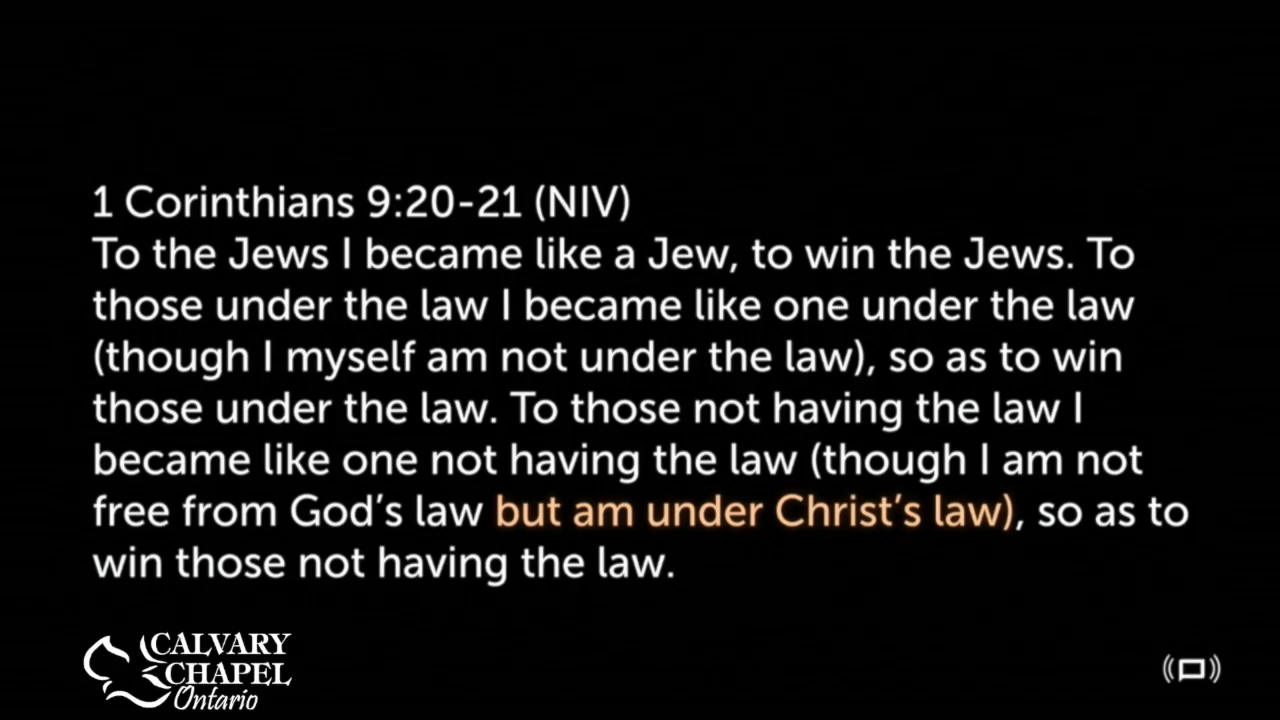 1 Corinthians 9:20-21 (NIV)
To the Jews I became like a Jew, to win the Jews. To
those under the law I became like one under the law
(though I myself am not under the law), so as to win
those under the law. To those not having the law I
became like one not having the law (though I am not
free from God’s law but am under Christ’s law), so as to
win those not having the law.
CALVARY
CHAPEL
Ontario